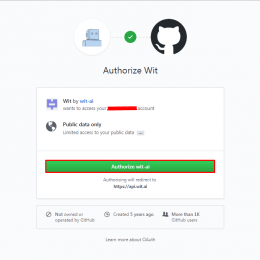 Authorize Wit
Wit by wit-ai
wants to access your account
Public data only
Limited access to your public data
Authorize wit-ai
Authorizing will redirect to
https://api.wit.ai
Not owned or
operated by GitHub
Created 5 years ago
More than 1K
GitHub users
Learn more about OAuth